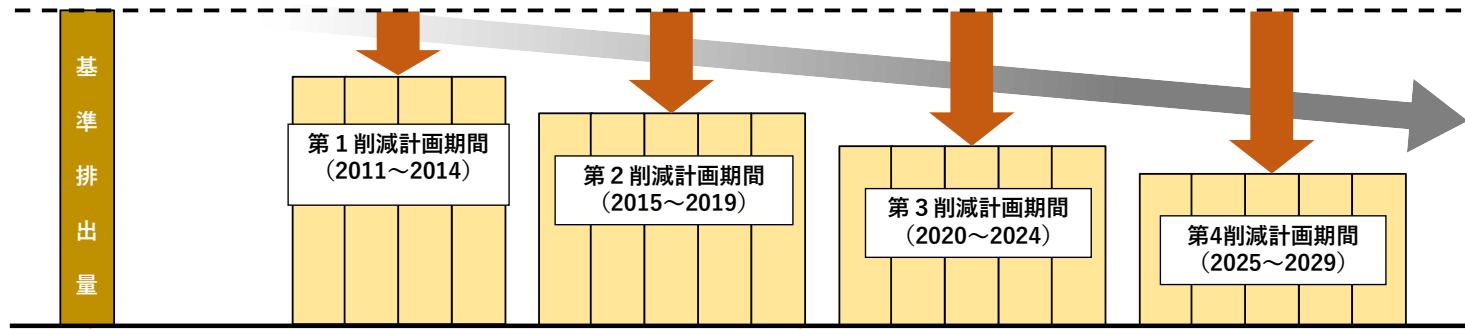 基準排出量
第１削減計画期間
（2011～2014）
第２削減計画期間
（2015～2019）
第３削減計画期間
（2020～2024）
第4削減計画期間
（2025～2029）